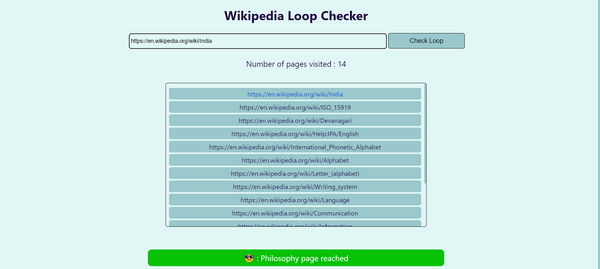 Wikipedia Loop Checker
https://en.wikipedia.org/wiki/India
Check Loop
Number of pages visited : 14
https://en.wikipedia.org/wiki/India
https://en.wikipedia.org/wiki/ISO_15919
https://en.wikipedia.org/wiki/Devanagari
https://en.wikipedia.org/wiki/Help:IPA/English
https://en.wikipedia.org/wiki/International_Phonetic_Alphabet
https://en.wikipedia.org/wiki/Alphabet
https://en.wikipedia.org/wiki/Letter_(alphabet)
https://en.wikipedia.org/wiki/Writing_system
https://en.wikipedia.org/wiki/Language
https://en.wikipedia.org/wiki/Communication
😎 : Philosophy page reached